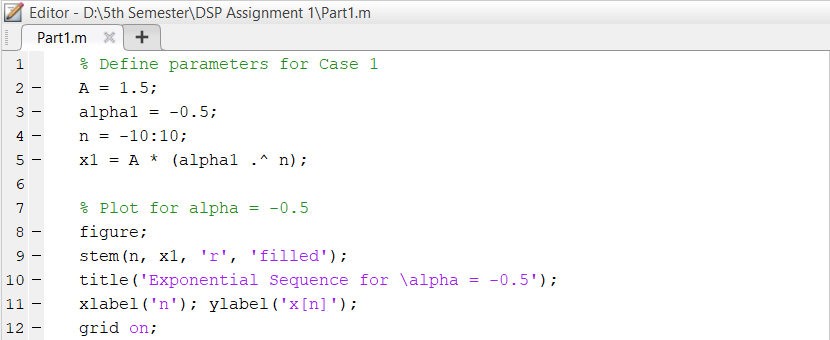 Editor - D:\5th Semester\DSP Assignment 1\Part1.m
Part1.m × +
1 % Define parameters for Case 1
2 - A = 1.5;
3 - alpha1 = -0.5;
4 - n = -10:10;
5 - x1 = A * (alpha1 .^ n);
6
7 % Plot for alpha = -0.5
8 - figure;
9 - stem(n, x1, 'r', 'filled');
10 - title('Exponential Sequence for \alpha = -0.5');
11 - xlabel('n'); ylabel('x[n]');
12 - grid on;